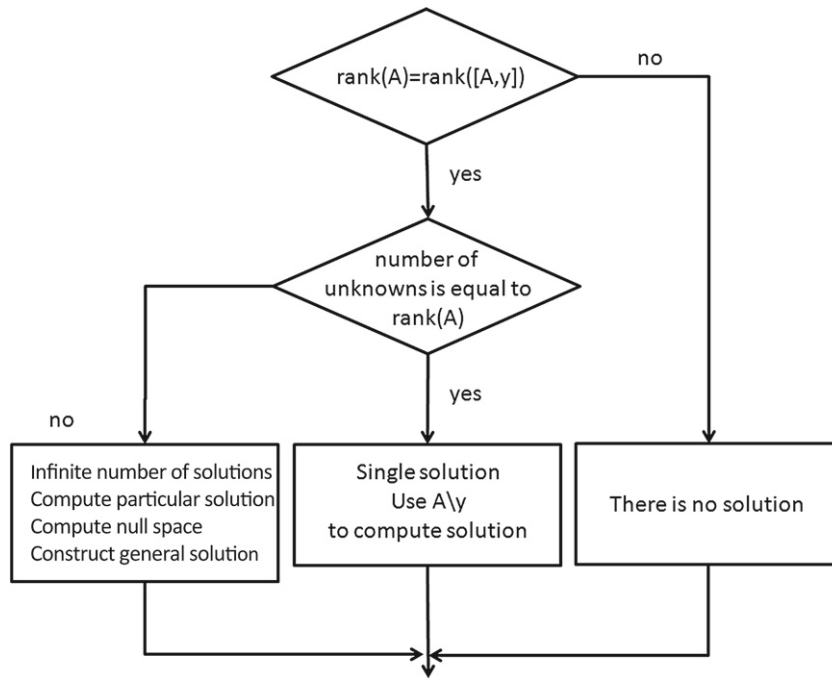 rank(A)=rank([A,y])
no
yes
number of
unknowns is equal to
rank(A)
no
yes
Infinite number of solutions
Compute particular solution
Compute null space
Construct general solution
Single solution
Use A\y
to compute solution
There is no solution